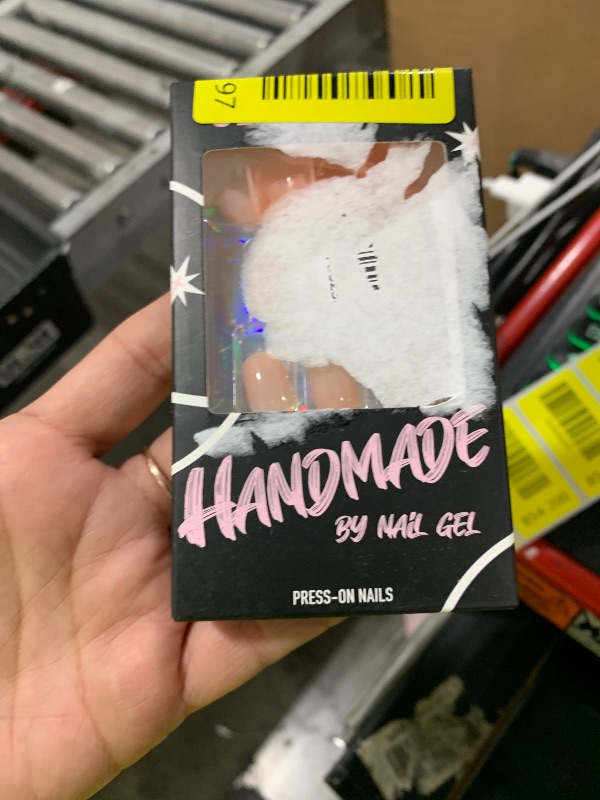 97
HANDMADE
BY NAIL GEL
PRESS-ON NAILS